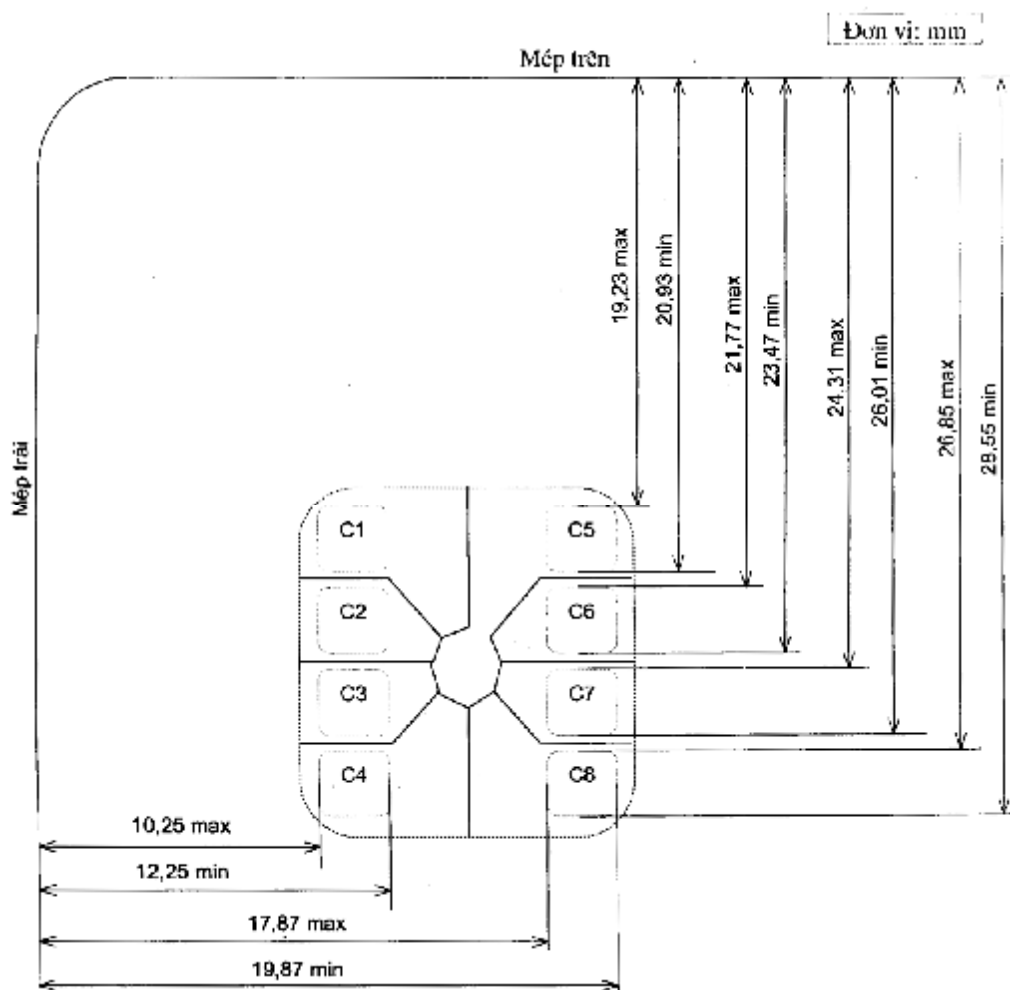 Đơn vị: mm
Mép trên
19,23 max
20,93 min
21,77 max
23,47 min
24,31 max
26,01 min
26,85 max
28,55 min
Mép trái
C1
C5
C2
C6
C3
C7
C4
C8
10,25 max
12,25 min
17,87 max
19,87 min